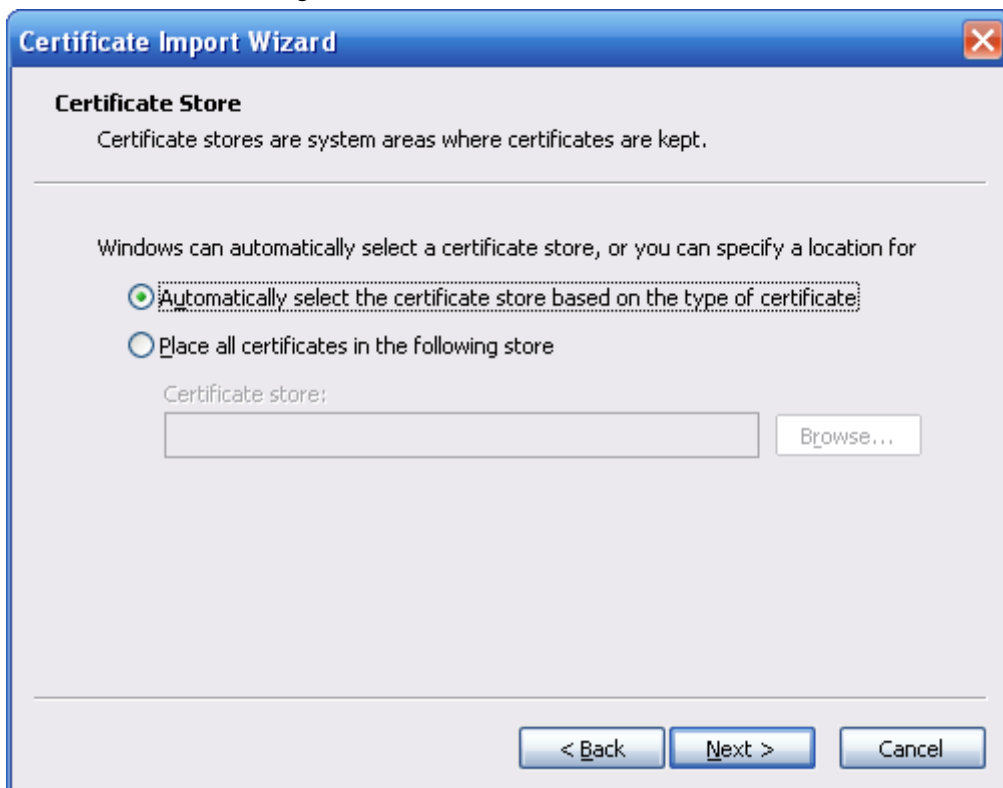 Certificate Import Wizard
Certificate Store
Certificate stores are system areas where certificates are kept.
Windows can automatically select a certificate store, or you can specify a location for
Automatically select the certificate store based on the type of certificate
Place all certificates in the following store
Certificate store:
Browse...
< Back Next > Cancel